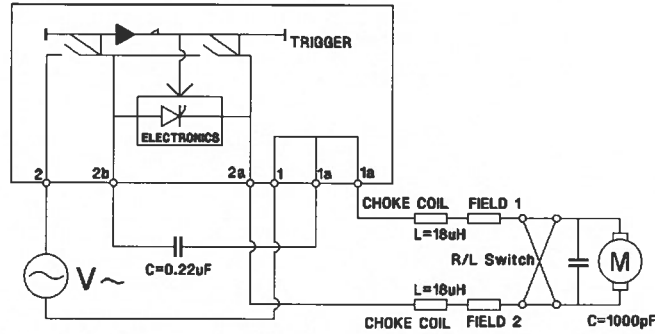 TRIGGER
ELECTRONICS
2 2b 2a 1 1a 1a
CHOKE COIL FIELD 1
L=18uH
R/L Switch
V~
C=0.22uF
M
L=18uH
CHOKE COIL FIELD 2
C=1000pF